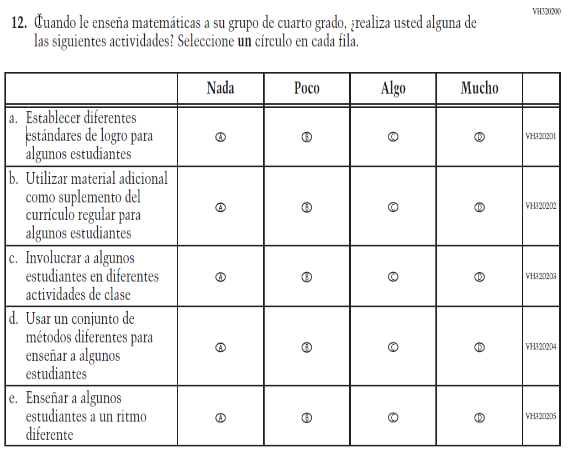 VH320200
12. Cuando le enseña matemáticas a su grupo de cuarto grado, ¿realiza usted alguna de
las siguientes actividades? Seleccione un círculo en cada fila.
Nada Poco Algo Mucho
a. Establecer diferentes
estándares de logro para
algunos estudiantes
A B C D VH320201
b. Utilizar material adicional
como suplemento del
currículo regular para
algunos estudiantes
A B C D VH320202
c. Involucrar a algunos
estudiantes en diferentes
actividades de clase
A B C D VH320203
d. Usar un conjunto de
métodos diferentes para
enseñar a algunos
estudiantes
A B C D VH320204
e. Enseñar a algunos
estudiantes a un ritmo
diferente
A B C D VH320205